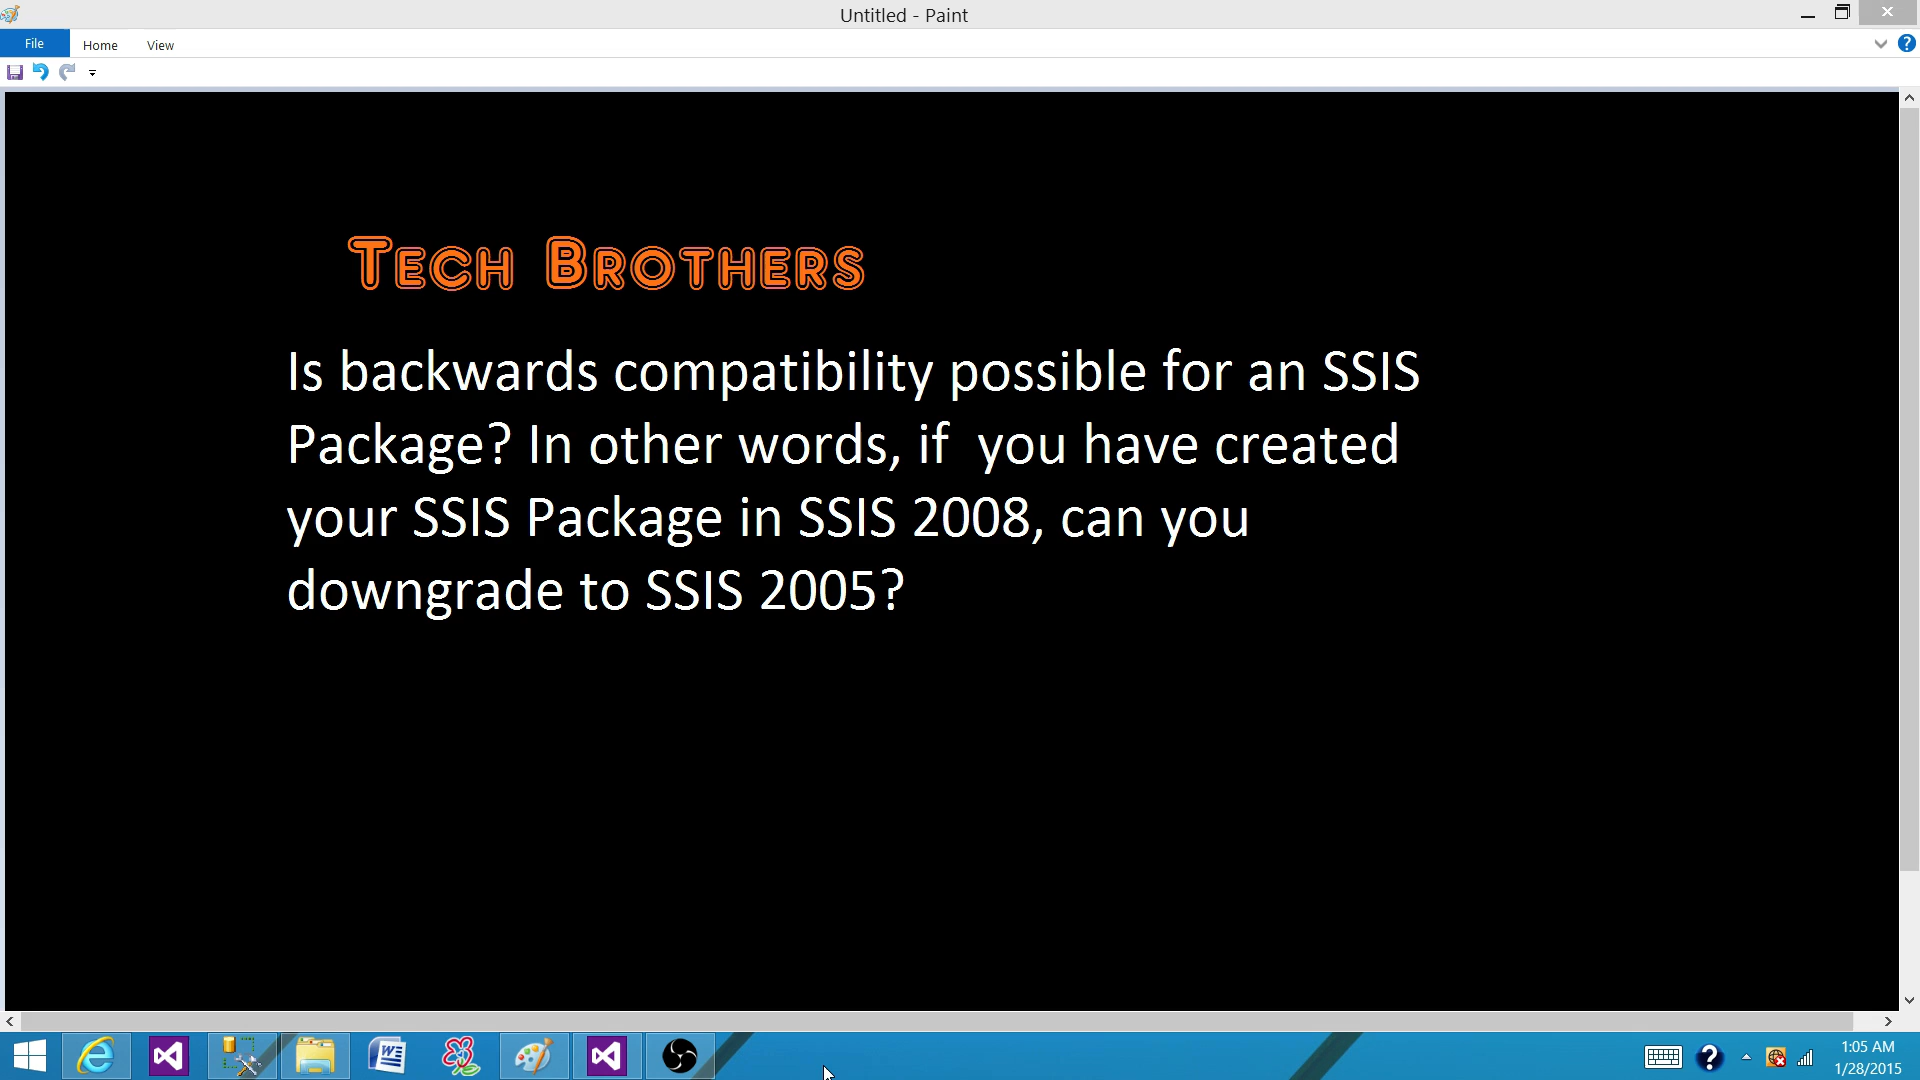 Untitled - Paint
File Home View
Tech Brothers
Is backwards compatibility possible for an SSIS
Package? In other words, if  you have created
your SSIS Package in SSIS 2008, can you
downgrade to SSIS 2005?
1:05 AM
1/28/2015